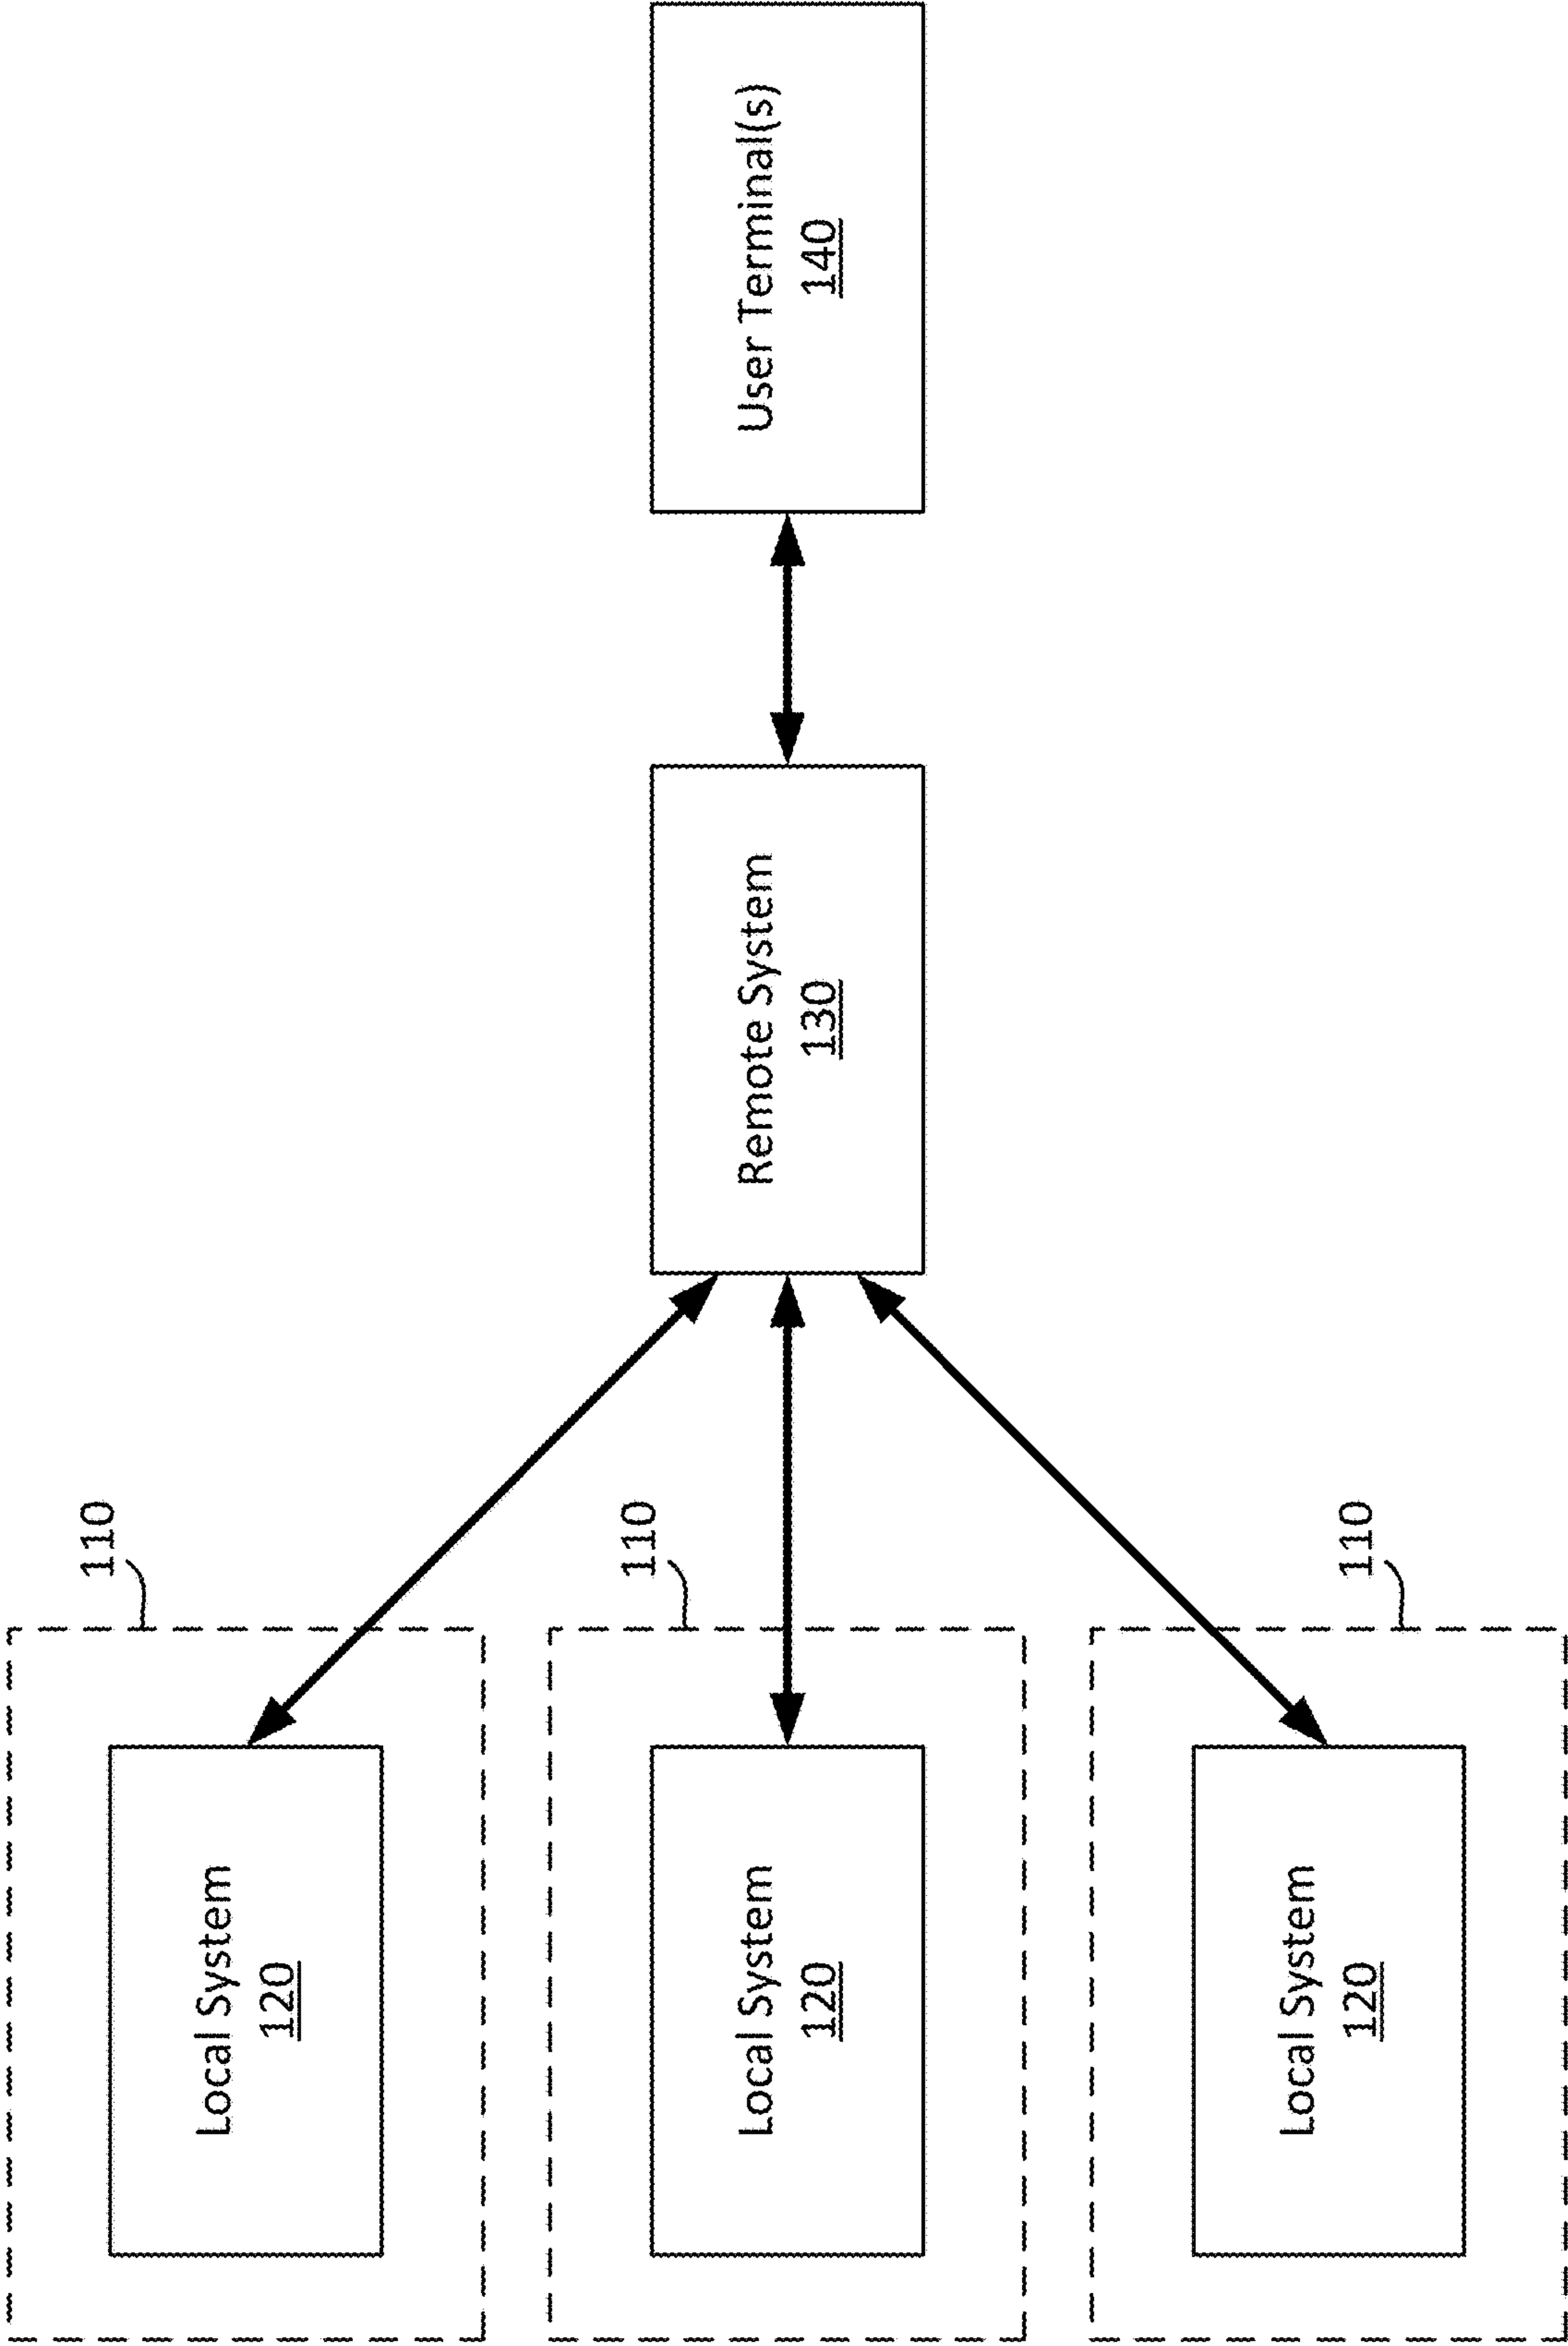 110
Local System
120
110
Local System
120
110
Local System
120
Remote System
130
User Terminal(s)
140